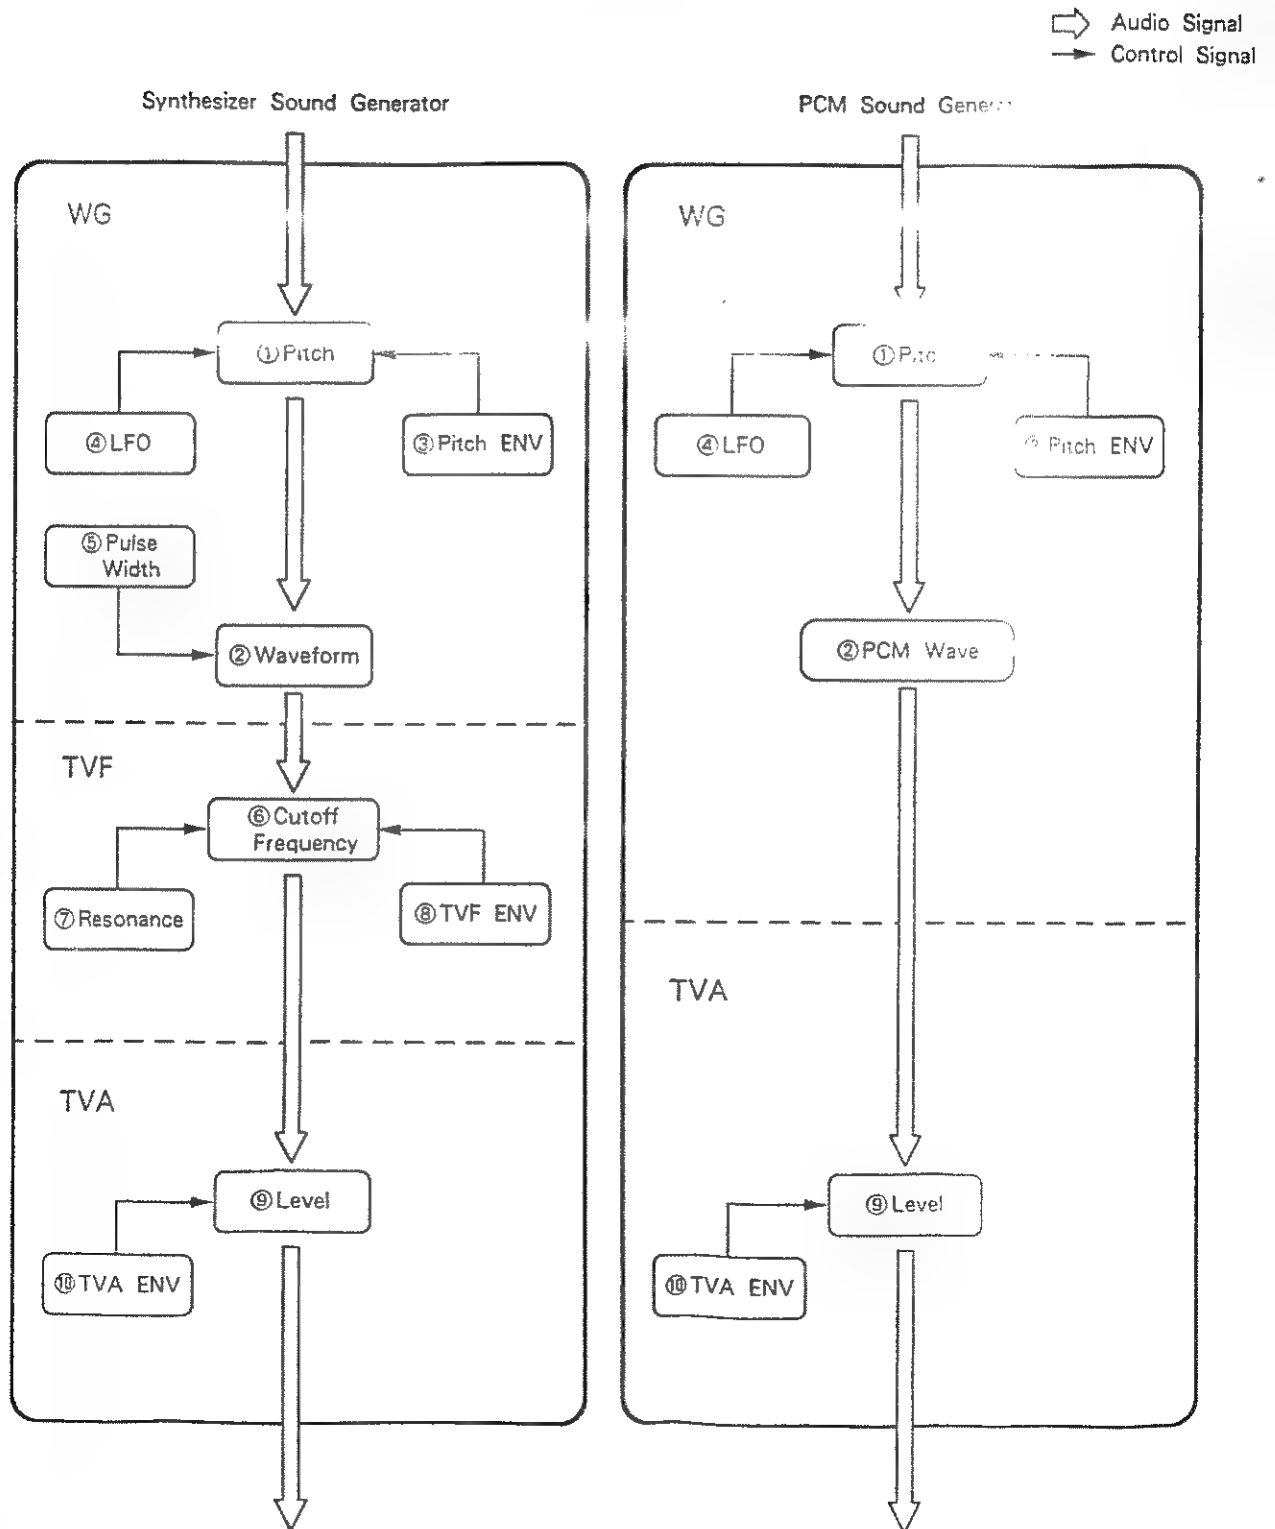 Audio Signal
Control Signal
Synthesizer Sound Generator
WG
①Pitch
④LFO
③Pitch ENV
⑤Pulse
Width
②Waveform
TVF
⑥Cutoff
Frequency
⑦Resonance
⑧TVF ENV
TVA
⑨Level
⑩TVA ENV
PCM Sound
WG
①
④LFO
Pitch ENV
②PCM Wave
TVA
⑨Level
⑩TVA ENV